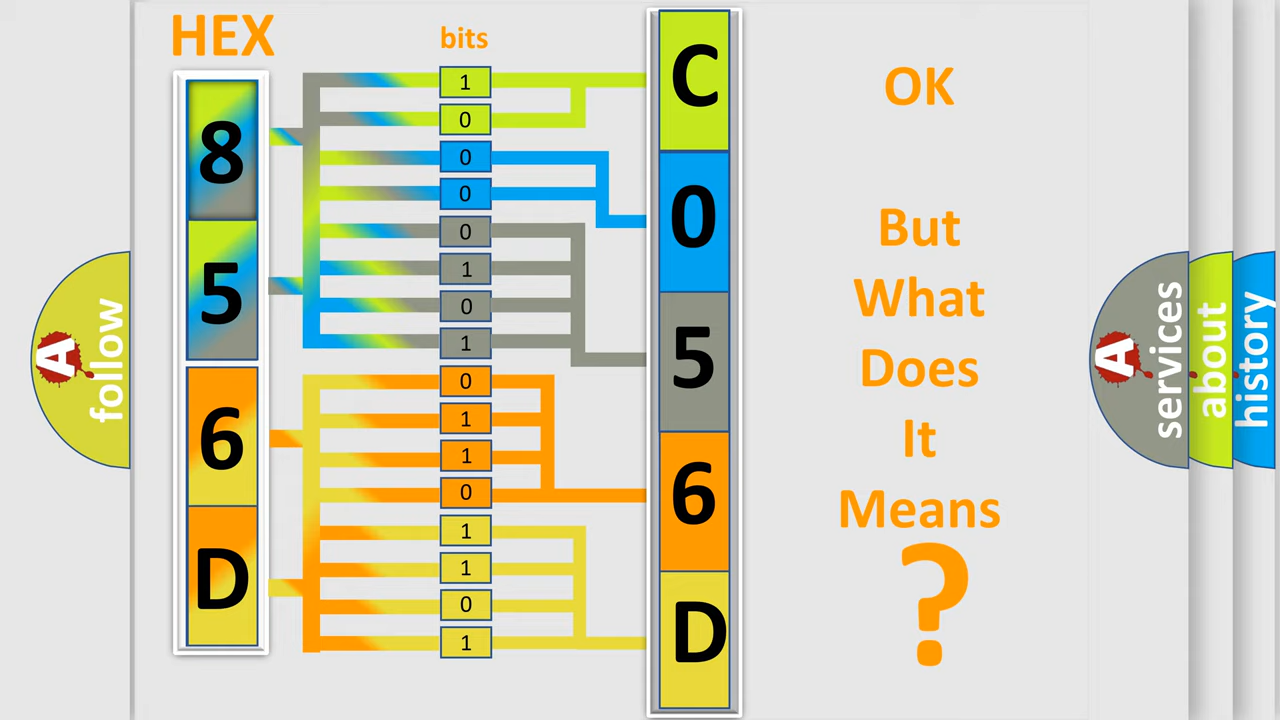 HEX
bits
8
5
6
D
1
0
0
0
0
1
0
1
0
1
1
0
1
1
0
1
C
0
5
6
D
OK
But
What
Does
It
Means
?
A
follow
A
services
about
history